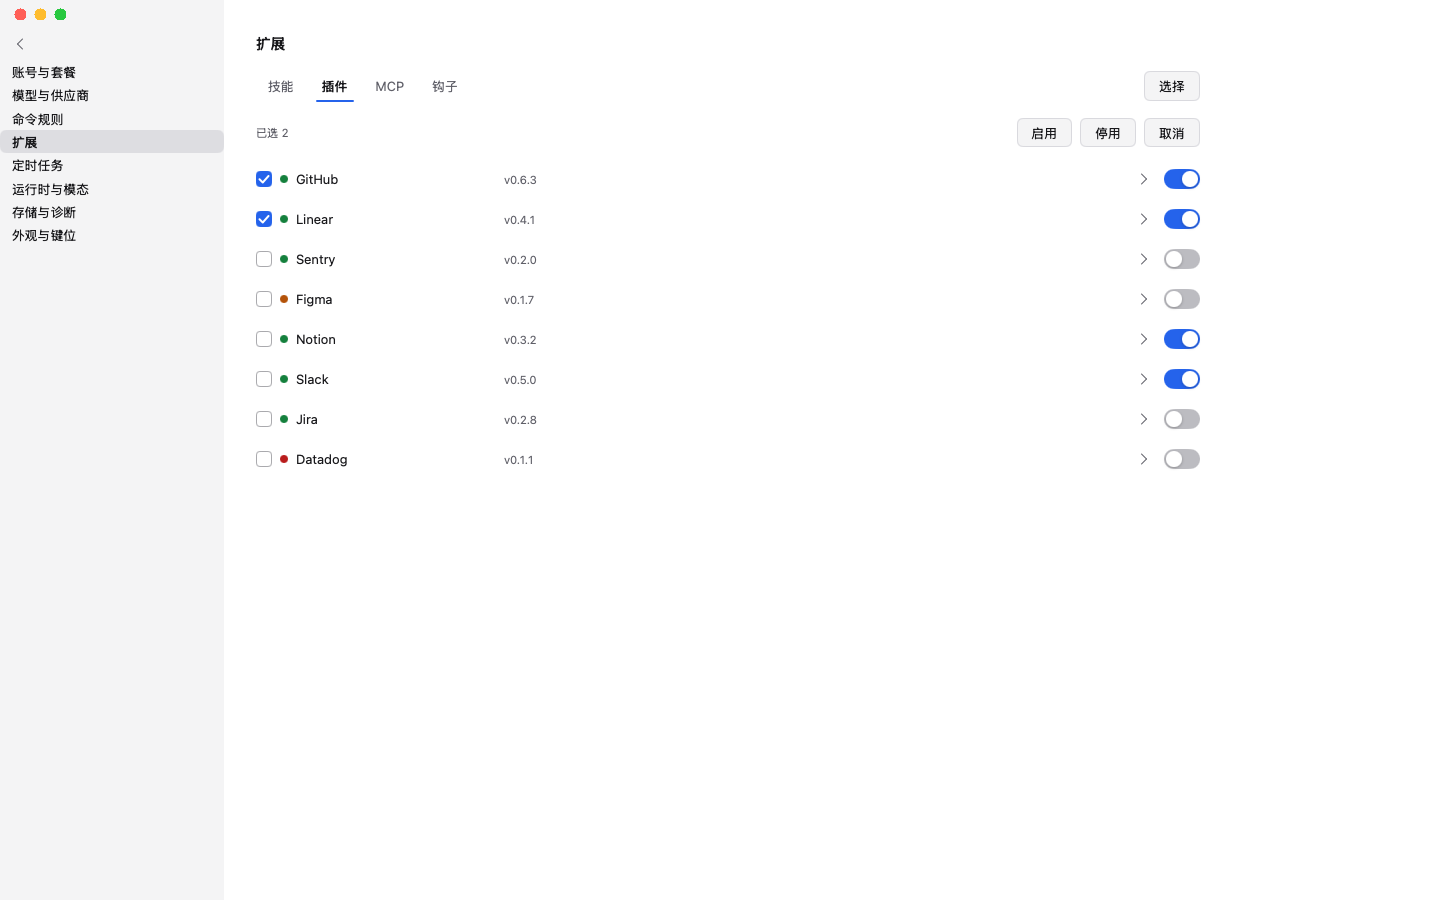 账号与套餐
模型与供应商
命令规则
扩展
定时任务
运行时与模态
存储与诊断
外观与键位
扩展
技能 插件 MCP 钩子 选择
已选 2 启用 停用 取消
GitHub v0.6.3
Linear v0.4.1
Sentry v0.2.0
Figma v0.1.7
Notion v0.3.2
Slack v0.5.0
Jira v0.2.8
Datadog v0.1.1